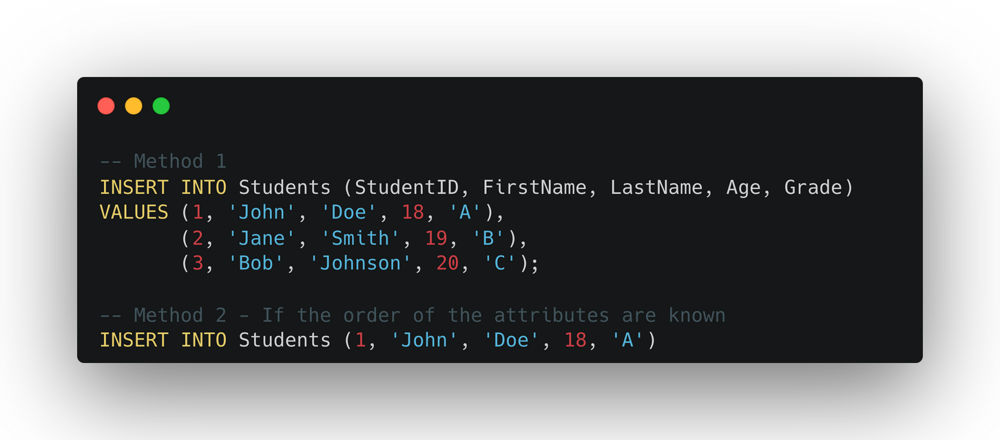 -- Method 1
INSERT INTO Students (StudentID, FirstName, LastName, Age, Grade)
VALUES (1, 'John', 'Doe', 18, 'A'),
       (2, 'Jane', 'Smith', 19, 'B'),
       (3, 'Bob', 'Johnson', 20, 'C');
-- Method 2 - If the order of the attributes are known
INSERT INTO Students (1, 'John', 'Doe', 18, 'A')